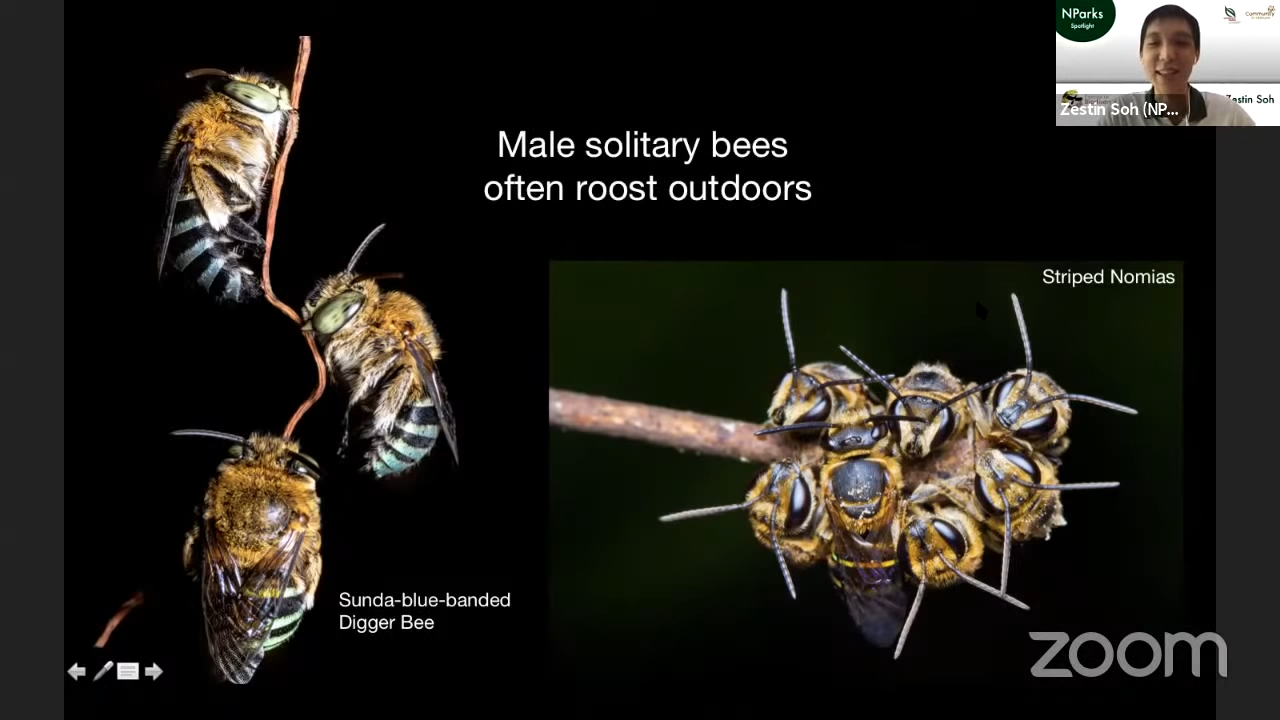 NParks
Spotlight
Community
Zestin Soh
Zestin Soh (NP...
Male solitary bees
often roost outdoors
Striped Nomias
Sunda-blue-banded
Digger Bee
zoom